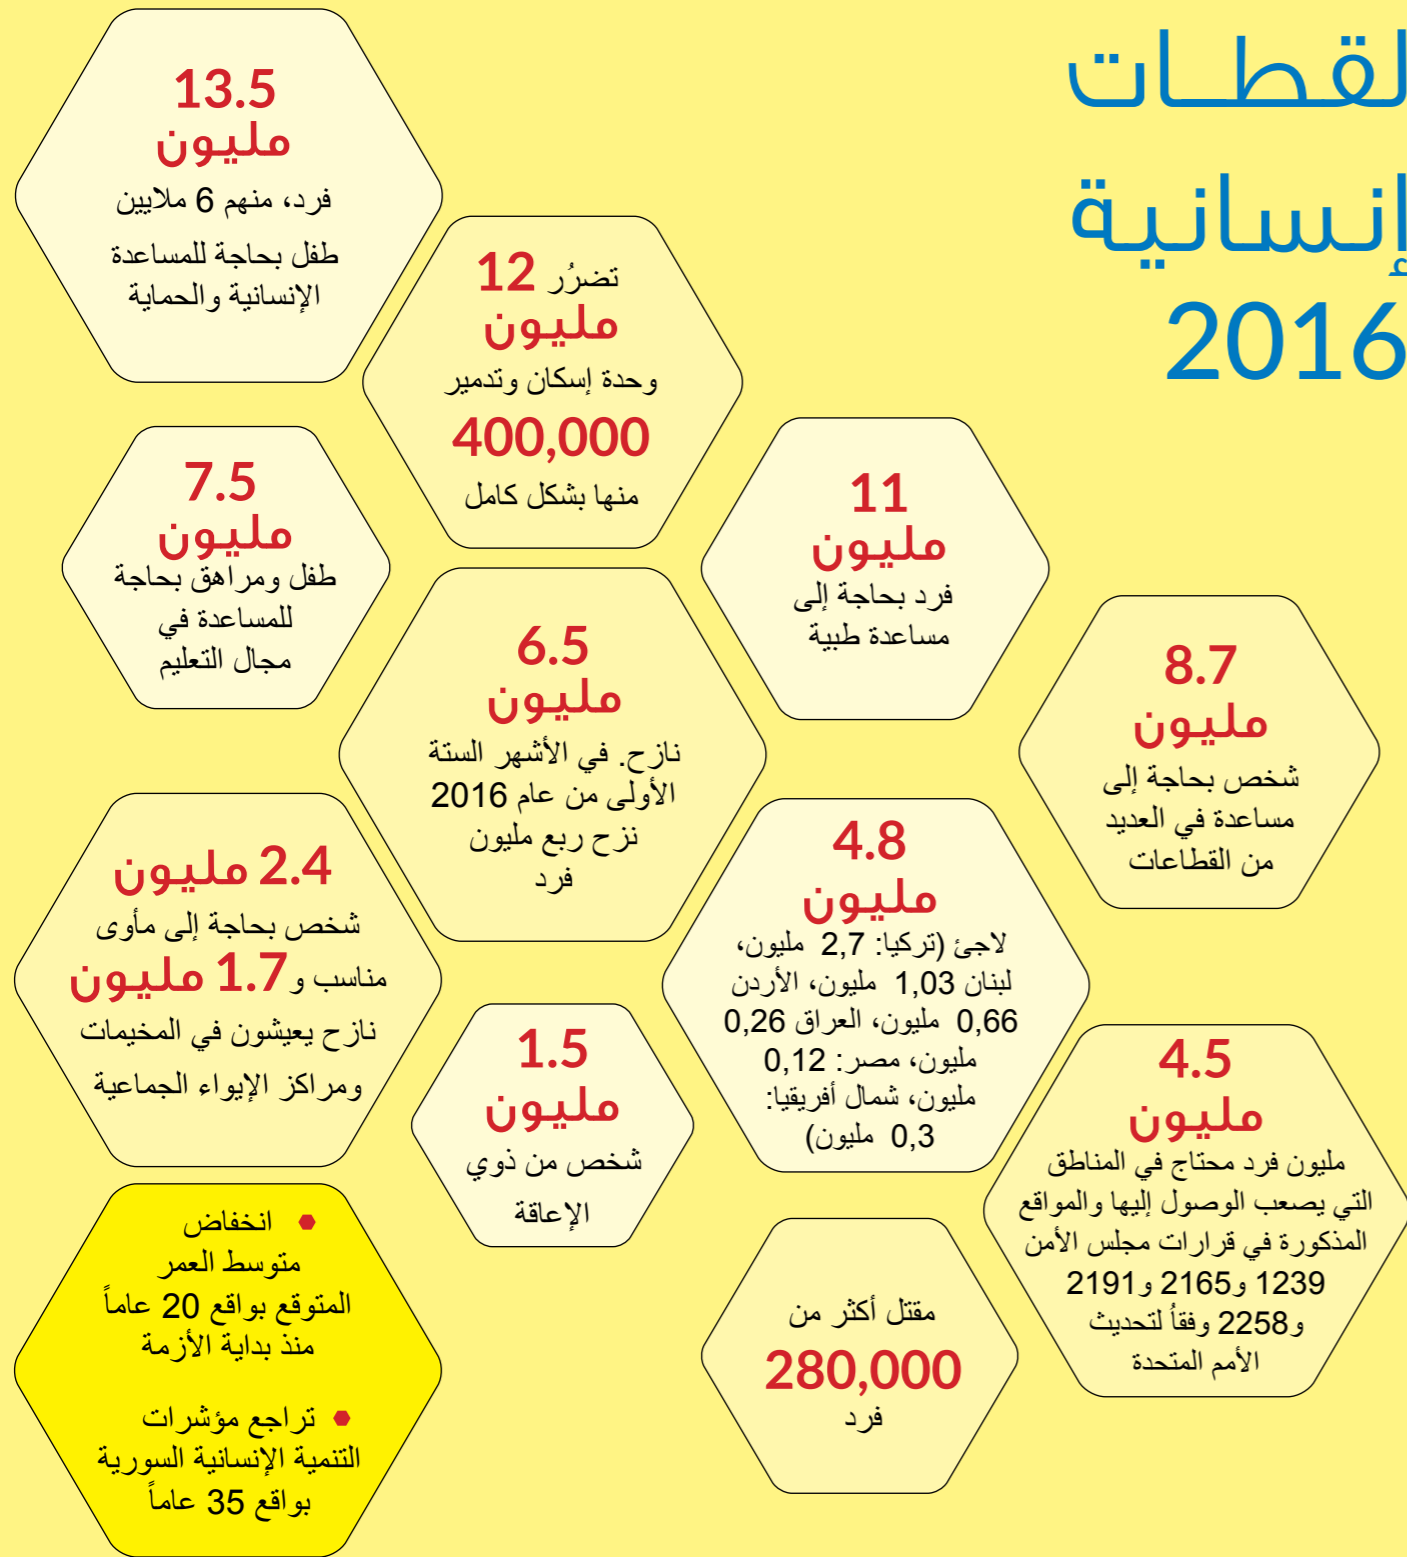 لقطات
إنسانية
2016
13.5
مليون
فرد، منهم 6 ملايين
طفل بحاجة للمساعدة
الإنسانية والحماية
تضرُر 12
مليون
وحدة إسكان وتدمير
400,000
منها بشكل كامل
7.5
مليون
طفل ومراهق بحاجة
للمساعدة في
مجال التعليم
11
مليون
فرد بحاجة إلى
مساعدة طبية
6.5
مليون
نازح. في الأشهر الستة
الأولى من عام 2016
نزح ربع مليون
فرد
8.7
مليون
شخص بحاجة إلى
مساعدة في العديد
من القطاعات
2.4 مليون
شخص بحاجة إلى مأوى
مناسب و1.7 مليون
نازح يعيشون في المخيمات
ومراكز الإيواء الجماعية
4.8
مليون
لاجئ (تركيا: 2,7 مليون،
لبنان 1,03 مليون، الأردن
0,66 مليون، العراق 0,26
مليون، مصر: 0,12
مليون، شمال أفريقيا:
0,3 مليون)
1.5
مليون
شخص من ذوي
الإعاقة
4.5
مليون
مليون فرد محتاج في المناطق
التي يصعب الوصول إليها والمواقع
المذكورة في قرارات مجلس الأمن
1239 و2165 و2191
و2258 وفقاُ لتحديث
الأمم المتحدة
مقتل أكثر من
280,000
فرد
انخفاض
متوسط العمر
المتوقع بواقع 20 عاماً
منذ بداية الأزمة
تراجع مؤشرات
التنمية الإنسانية السورية
بواقع 35 عاماً